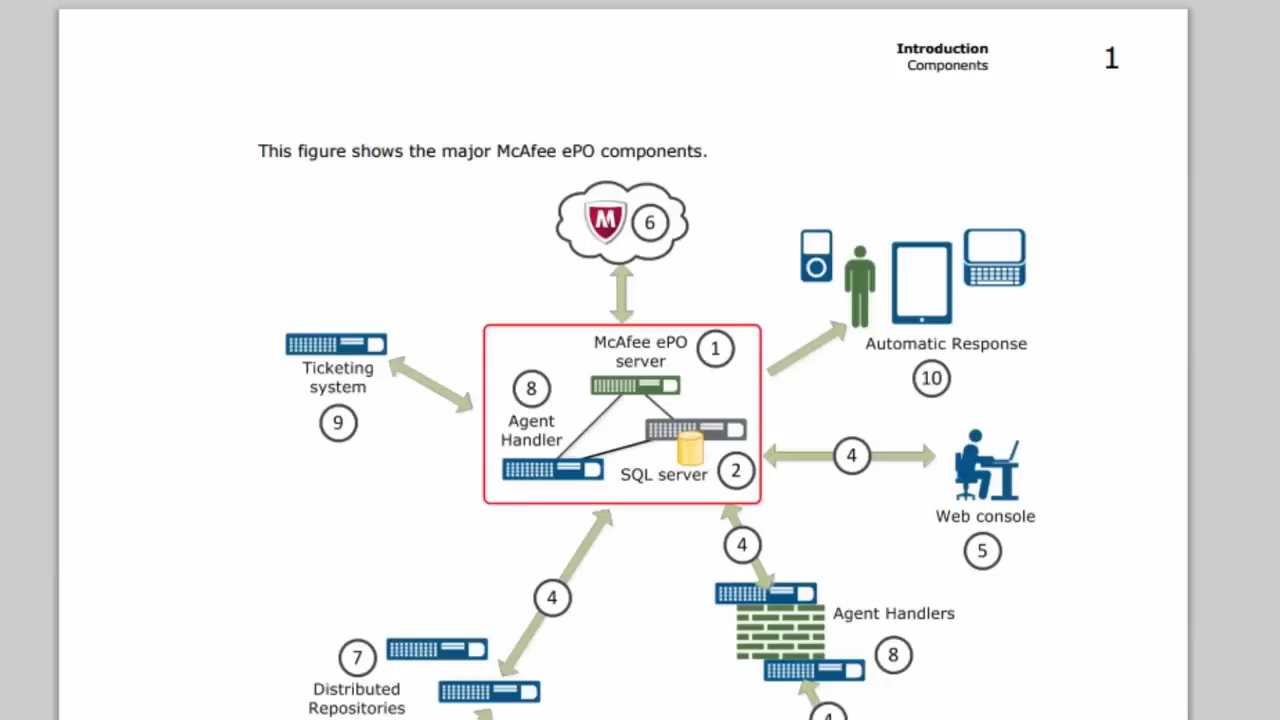 Introduction
Components
1
This figure shows the major McAfee ePO components.
M
6
McAfee ePO
server
1
Automatic Response
10
Ticketing
system
9
8
Agent
Handler
SQL server
2
4
Web console
5
4
4
Agent Handlers
8
7
Distributed
Repositories
4